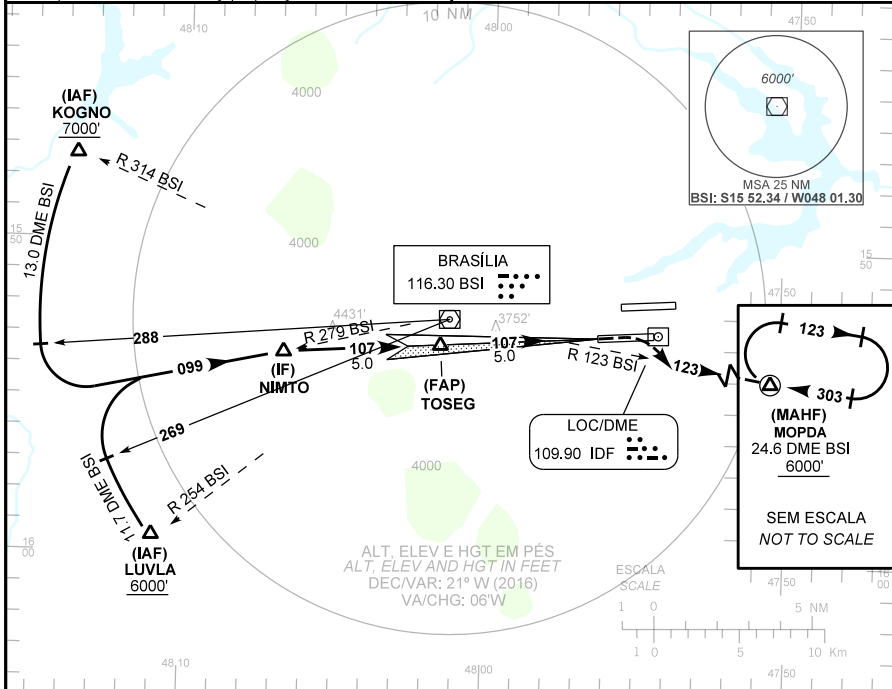 10 NM
48 10
48 00
47 50
(IAF)
KOGNO
7000'
R 314 BSI
4000
6000'
MSA 25 NM
BSI: S15 52.34 / W048 01.30
15
50
15
50
13.0 DME BSI
4000
BRASÍLIA
116.30 BSI
4431'
3752'
288
R 279 BSI
099
(IF)
NIMTO
107
5.0
107
5.0
(FAP)
TOSEG
R 123 BSI
123
47 50
123
303
(MAHF)
MOPDA
24.6 DME BSI
6000'
SEM ESCALA
NOT TO SCALE
269
LOC/DME
109.90 IDF
11.7 DME BSI
R 254 BSI
4000
(IAF)
LUVLA
6000'
16
00
16
00
ALT, ELEV E HGT EM PÉS
ALT, ELEV AND HGT IN FEET
DEC/VAR: 21º W (2016)
VA/CHG: 06'W
ESCALA
SCALE
1 0 5 NM
1 0 5 10 Km
48 10
48 00
47 50
47 50